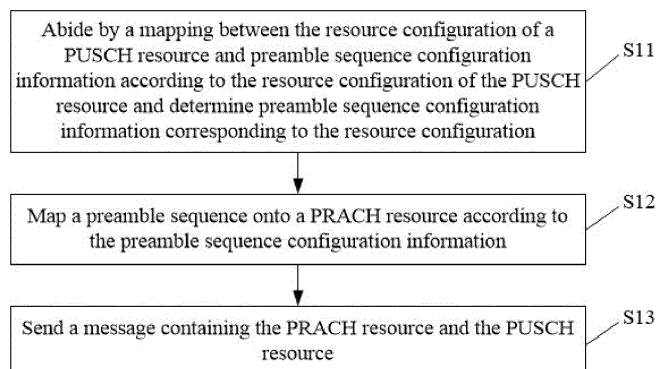 Abide by a mapping between the resource configuration of a
PUSCH resource and preamble sequence configuration
information according to the resource configuration of the PUSCH
resource and determine preamble sequence configuration
information corresponding to the resource configuration
S11
Map a preamble sequence onto a PRACH resource according to
the preamble sequence configuration information
S12
Send a message containing the PRACH resource and the PUSCH
resource
S13